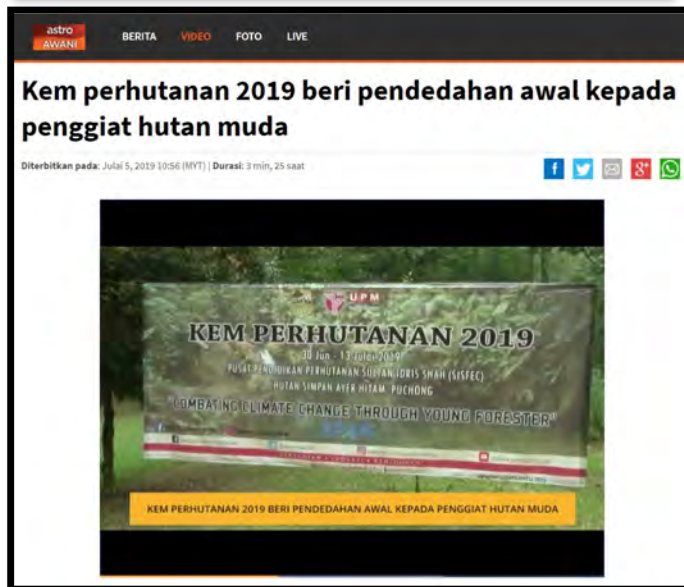 astro
AWANI
BERITA VIDEO FOTO LIVE
Kem perhutanan 2019 beri pendedahan awal kepada
penggiat hutan muda
Diterbitkan pada: Julai 5, 2019 10:56 (MYT) | Durasi: 3 min, 25 saat
UPM
KEM PERHUTANAN 2019
30 Jun - 13 Julai 2019
PUSAT PENDIDIKAN PERHUTANAN SULTAN IDRIS SHAH (SISFEC)
HUTAN SIMPAN AYER HITAM, PUCHONG
"COMBATING CLIMATE CHANGE THROUGH YOUNG FORESTER"
KEM PERHUTANAN 2019 BERI PENDEDAHAN AWAL KEPADA PENGGIAT HUTAN MUDA